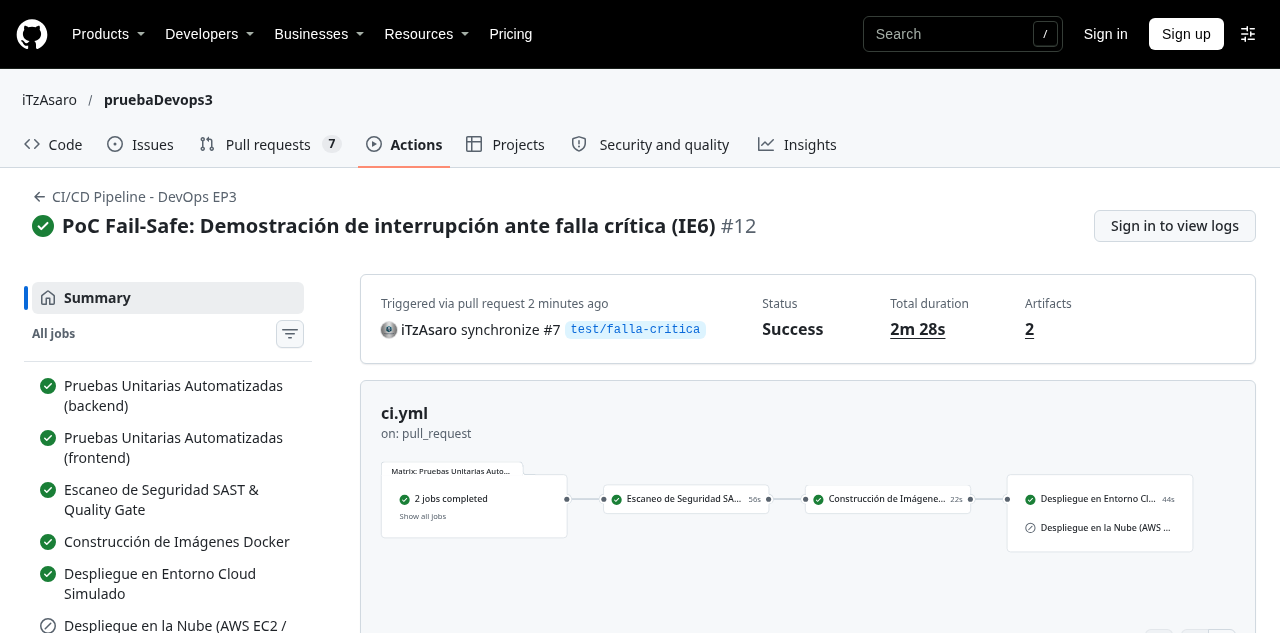 Products
Developers
Businesses
Resources
Pricing
Search
/
Sign in
Sign up
iTzAsaro / pruebaDevops3
Code
Issues
Pull requests 7
Actions
Projects
Security and quality
Insights
CI/CD Pipeline - DevOps EP3
PoC Fail-Safe: Demostración de interrupción ante falla crítica (IE6) #12
Sign in to view logs
Summary
All jobs
Pruebas Unitarias Automatizadas
(backend)
Pruebas Unitarias Automatizadas
(frontend)
Escaneo de Seguridad SAST &
Quality Gate
Construcción de Imágenes Docker
Despliegue en Entorno Cloud
Simulado
Despliegue en la Nube (AWS EC2 /
Triggered via pull request 2 minutes ago
iTzAsaro synchronize #7 test/falla-critica
Status
Success
Total duration
2m 28s
Artifacts
2
ci.yml
on: pull_request
Matrix: Pruebas Unitarias Auto...
2 jobs completed
Show all jobs
Escaneo de Seguridad SA... 56s
Construcción de Imágene... 22s
Despliegue en Entorno Cl... 44s
Despliegue en la Nube (AWS ...